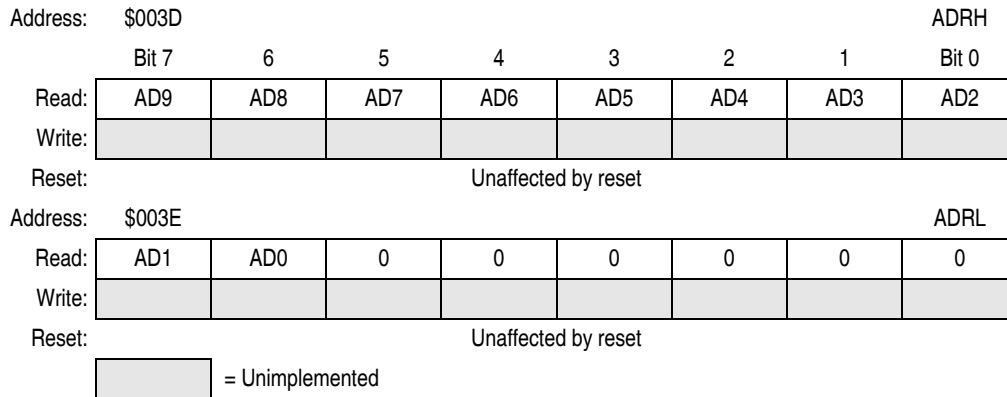 Address: $003D ADRH
Bit 7 6 5 4 3 2 1 Bit 0
Read: AD9 AD8 AD7 AD6 AD5 AD4 AD3 AD2
Write:
Reset: Unaffected by reset
Address: $003E ADRL
Read: AD1 AD0 0 0 0 0 0 0
Write:
Reset: Unaffected by reset
= Unimplemented